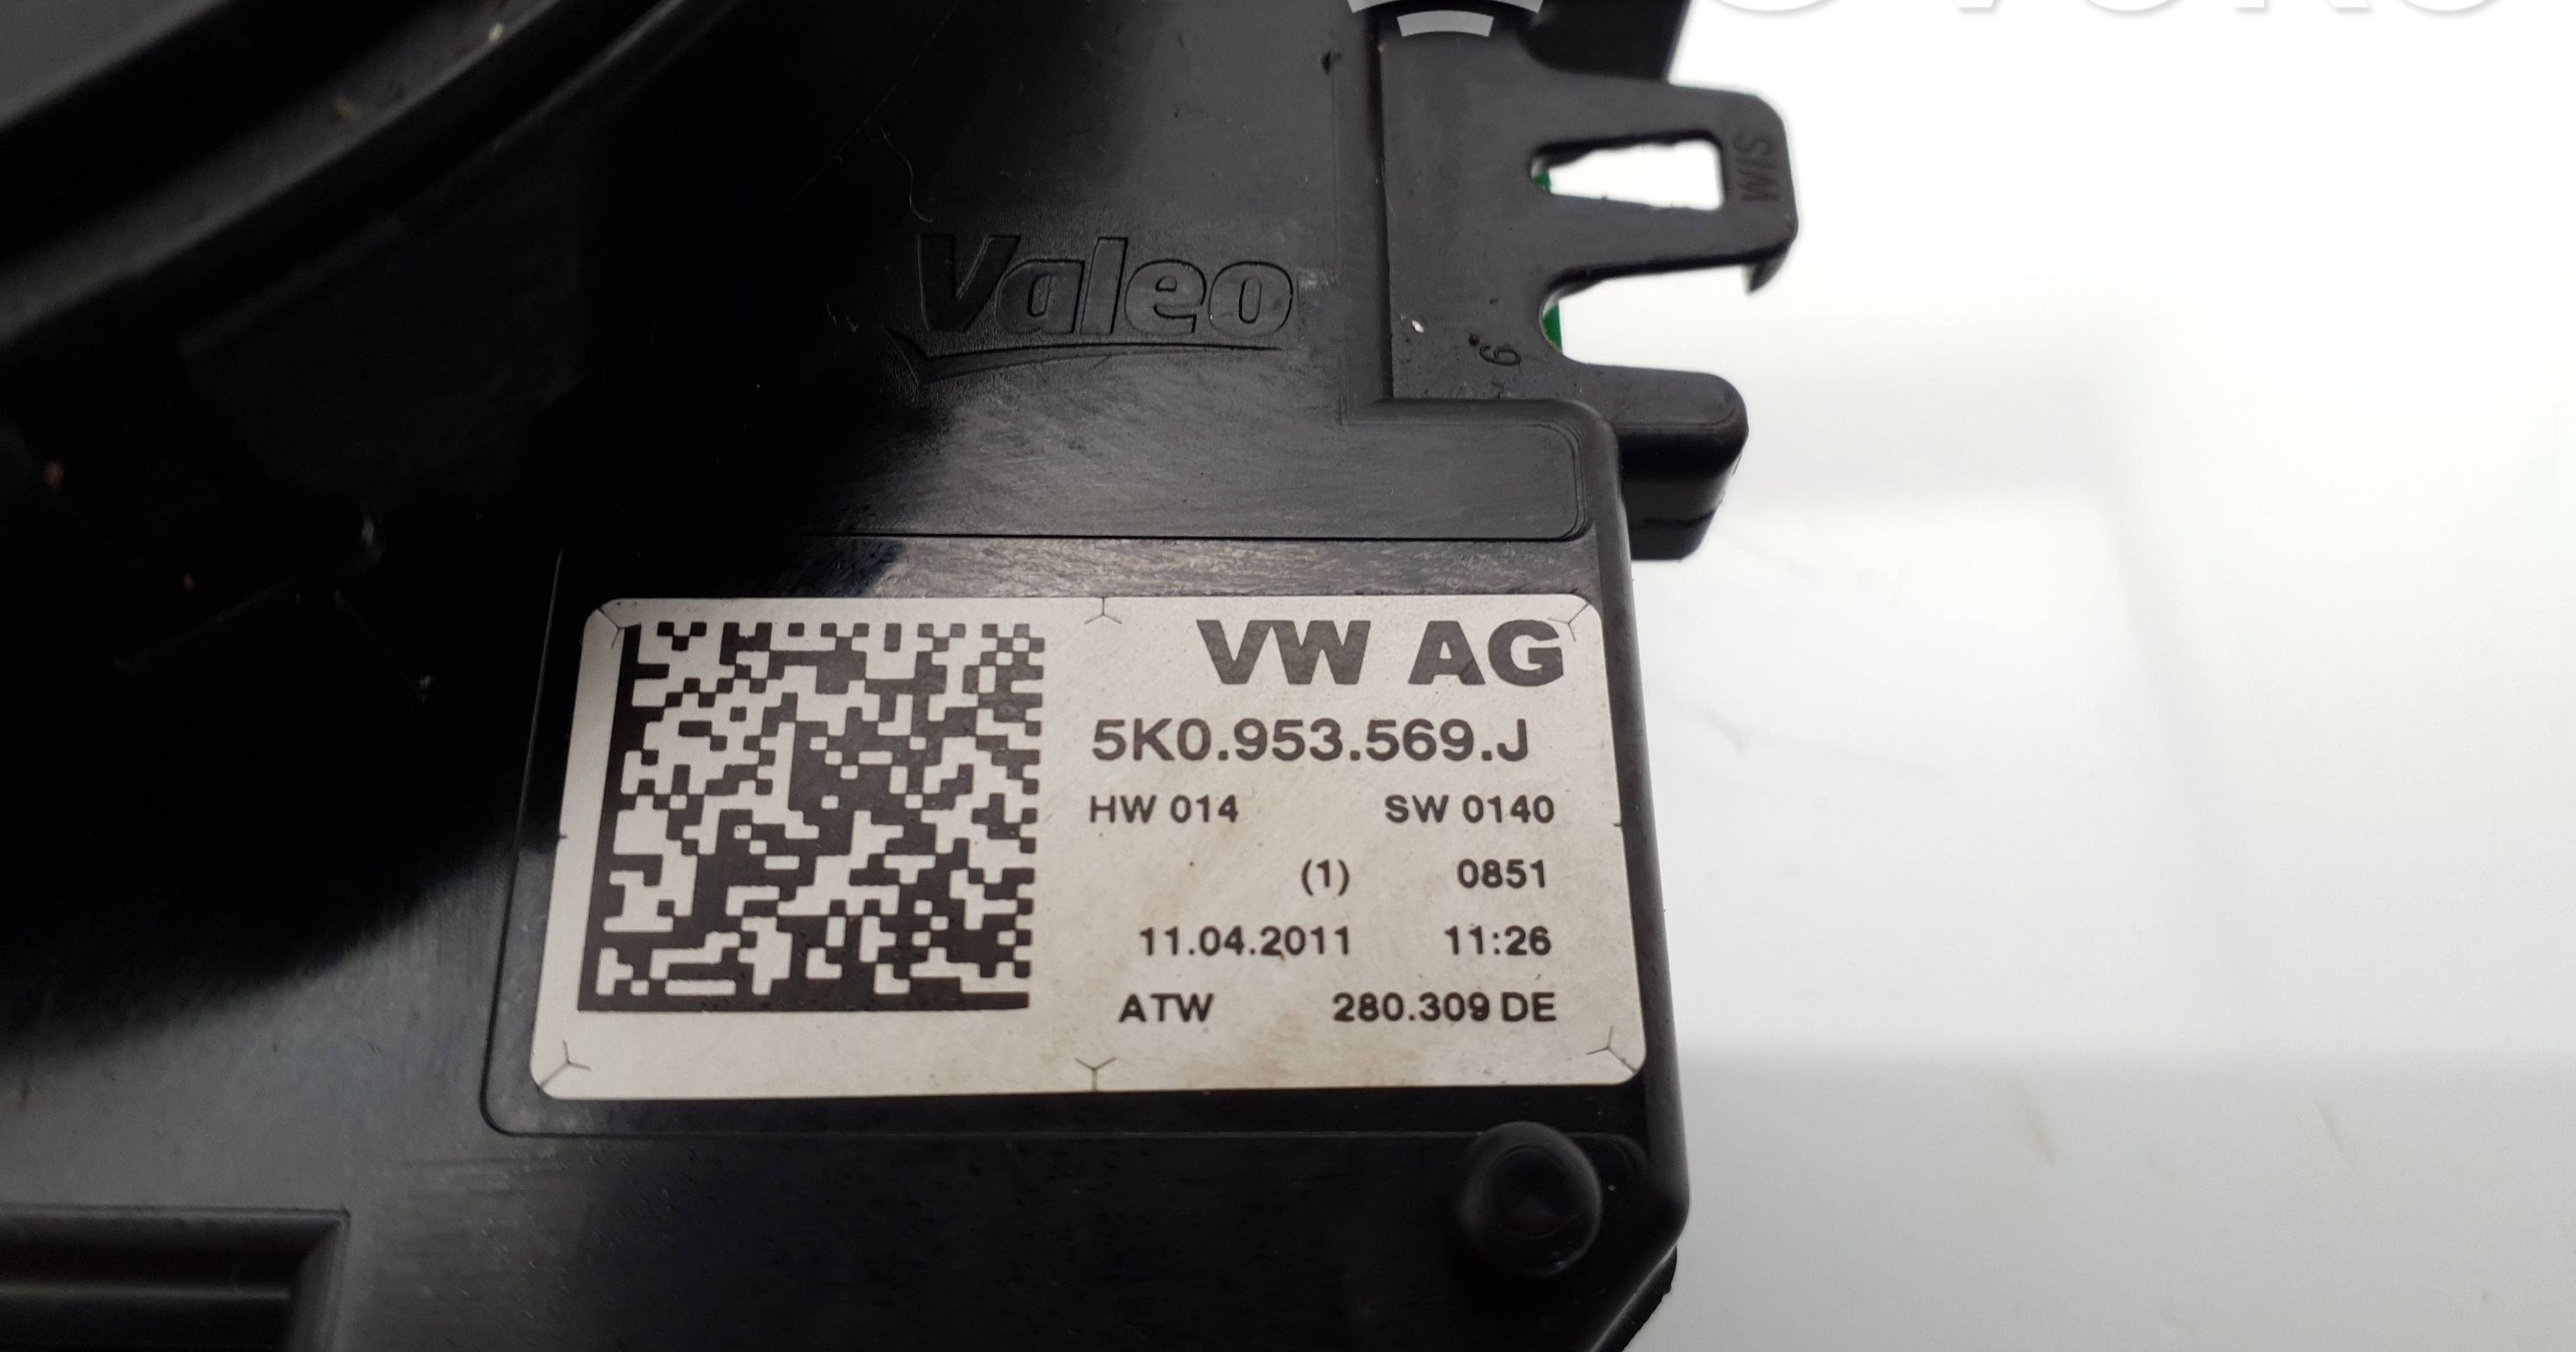 Valeo
VW AG
5K0.953.569.J
HW 014 SW 0140
(1) 0851
11.04.2011 11:26
ATW 280.309 DE